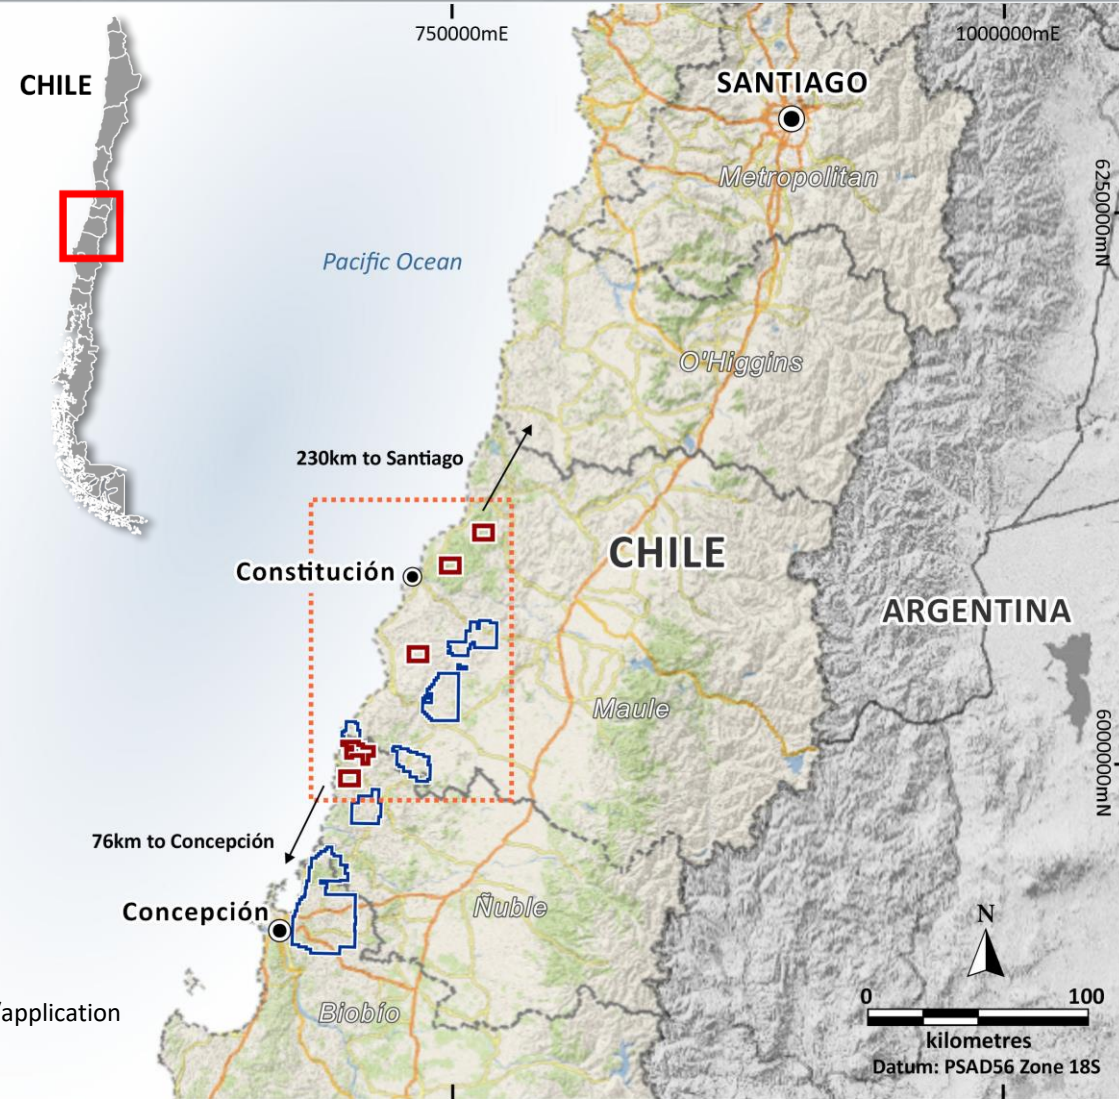 750000mE
1000000mE
CHILE
SANTIAGO
Metropolitan
6250000mN
Pacific Ocean
O'Higgins
230km to Santiago
CHILE
Constitución
ARGENTINA
Maule
6000000mN
76km to Concepción
Ñuble
Concepción
N
/application
Biobío
0 100
kilometres
Datum: PSAD56 Zone 18S